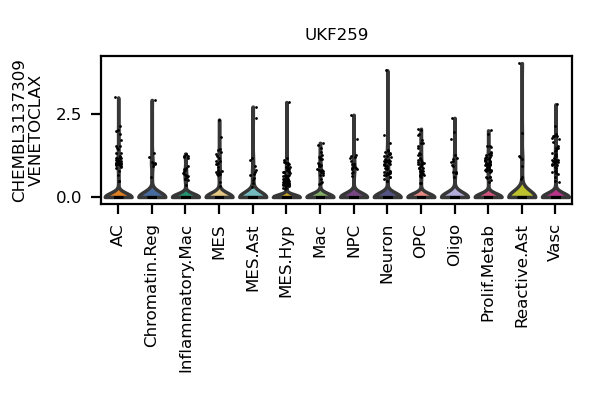 UKF259
CHEMBL3137309
VENETOCLAX
2.5
0.0
AC
Chromatin.Reg
Inflammatory.Mac
MES
MES.Ast
MES.Hyp
Mac
NPC
Neuron
OPC
Oligo
Prolif.Metab
Reactive.Ast
Vasc